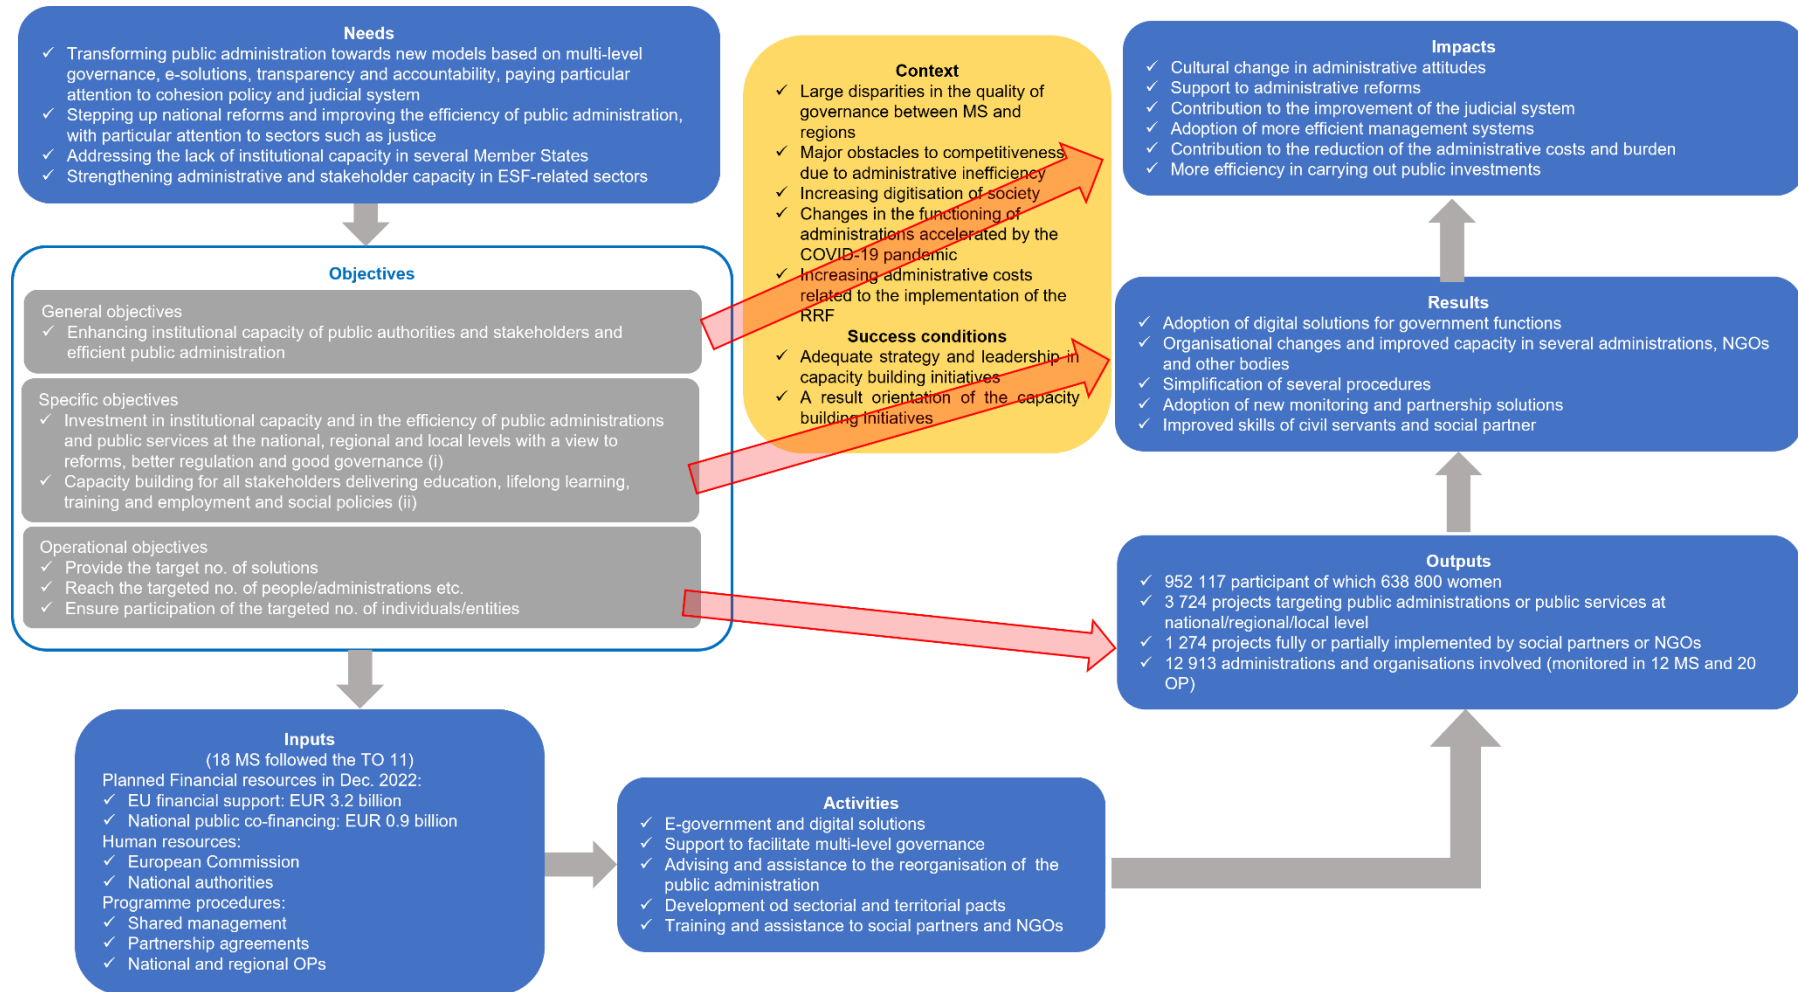 Needs
✓ Transforming public administration towards new models based on multi-level
governance, e-solutions, transparency and accountability, paying particular
attention to cohesion policy and judicial system
✓ Stepping up national reforms and improving the efficiency of public administration,
with particular attention to sectors such as justice
✓ Addressing the lack of institutional capacity in several Member States
✓ Strengthening administrative and stakeholder capacity in ESF-related sectors
Objectives
General objectives
✓ Enhancing institutional capacity of public authorities and stakeholders and
efficient public administration
Specific objectives
✓ Investment in institutional capacity and in the efficiency of public administrations
and public services at the national, regional and local levels with a view to
reforms, better regulation and good governance (i)
✓ Capacity building for all stakeholders delivering education, lifelong learning,
training and employment and social policies (ii)
Operational objectives
✓ Provide the target no. of solutions
✓ Reach the targeted no. of people/administrations etc.
✓ Ensure participation of the targeted no. of individuals/entities
Inputs
(18 MS followed the TO 11)
Planned Financial resources in Dec. 2022:
✓ EU financial support: EUR 3.2 billion
✓ National public co-financing: EUR 0.9 billion
Human resources:
✓ European Commission
✓ National authorities
Programme procedures:
✓ Shared management
✓ Partnership agreements
✓ National and regional OPs
Context
✓ Large disparities in the quality of
governance between MS and
regions
✓ Major obstacles to competitiveness
due to administrative inefficiency
✓ Increasing digitisation of society
✓ Changes in the functioning of
administrations accelerated by the
COVID-19 pandemic
✓ Increasing administrative costs
related to the implementation of the
RRF
Success conditions
✓ Adequate strategy and leadership in
capacity building initiatives
✓ A result orientation of the capacity
building initiatives
Activities
✓ E-government and digital solutions
✓ Support to facilitate multi-level governance
✓ Advising and assistance to the reorganisation of the
public administration
✓ Development od sectorial and territorial pacts
✓ Training and assistance to social partners and NGOs
Impacts
✓ Cultural change in administrative attitudes
✓ Support to administrative reforms
✓ Contribution to the improvement of the judicial system
✓ Adoption of more efficient management systems
✓ Contribution to the reduction of the administrative costs and burden
✓ More efficiency in carrying out public investments
Results
✓ Adoption of digital solutions for government functions
✓ Organisational changes and improved capacity in several administrations, NGOs
and other bodies
✓ Simplification of several procedures
✓ Adoption of new monitoring and partnership solutions
✓ Improved skills of civil servants and social partner
Outputs
✓ 952 117 participant of which 638 800 women
✓ 3 724 projects targeting public administrations or public services at
national/regional/local level
✓ 1 274 projects fully or partially implemented by social partners or NGOs
✓ 12 913 administrations and organisations involved (monitored in 12 MS and 20
OP)